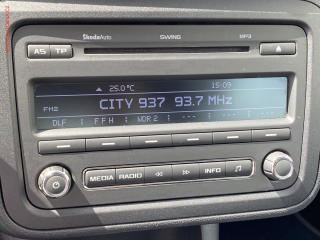 ŠkodaAuto SWING MP3
AS TP
25.0°C 15:09
FM2 CITY 937 93.7 MHz
DLF FFH WDR 2 --- --- ---
MEDIA RADIO INFO